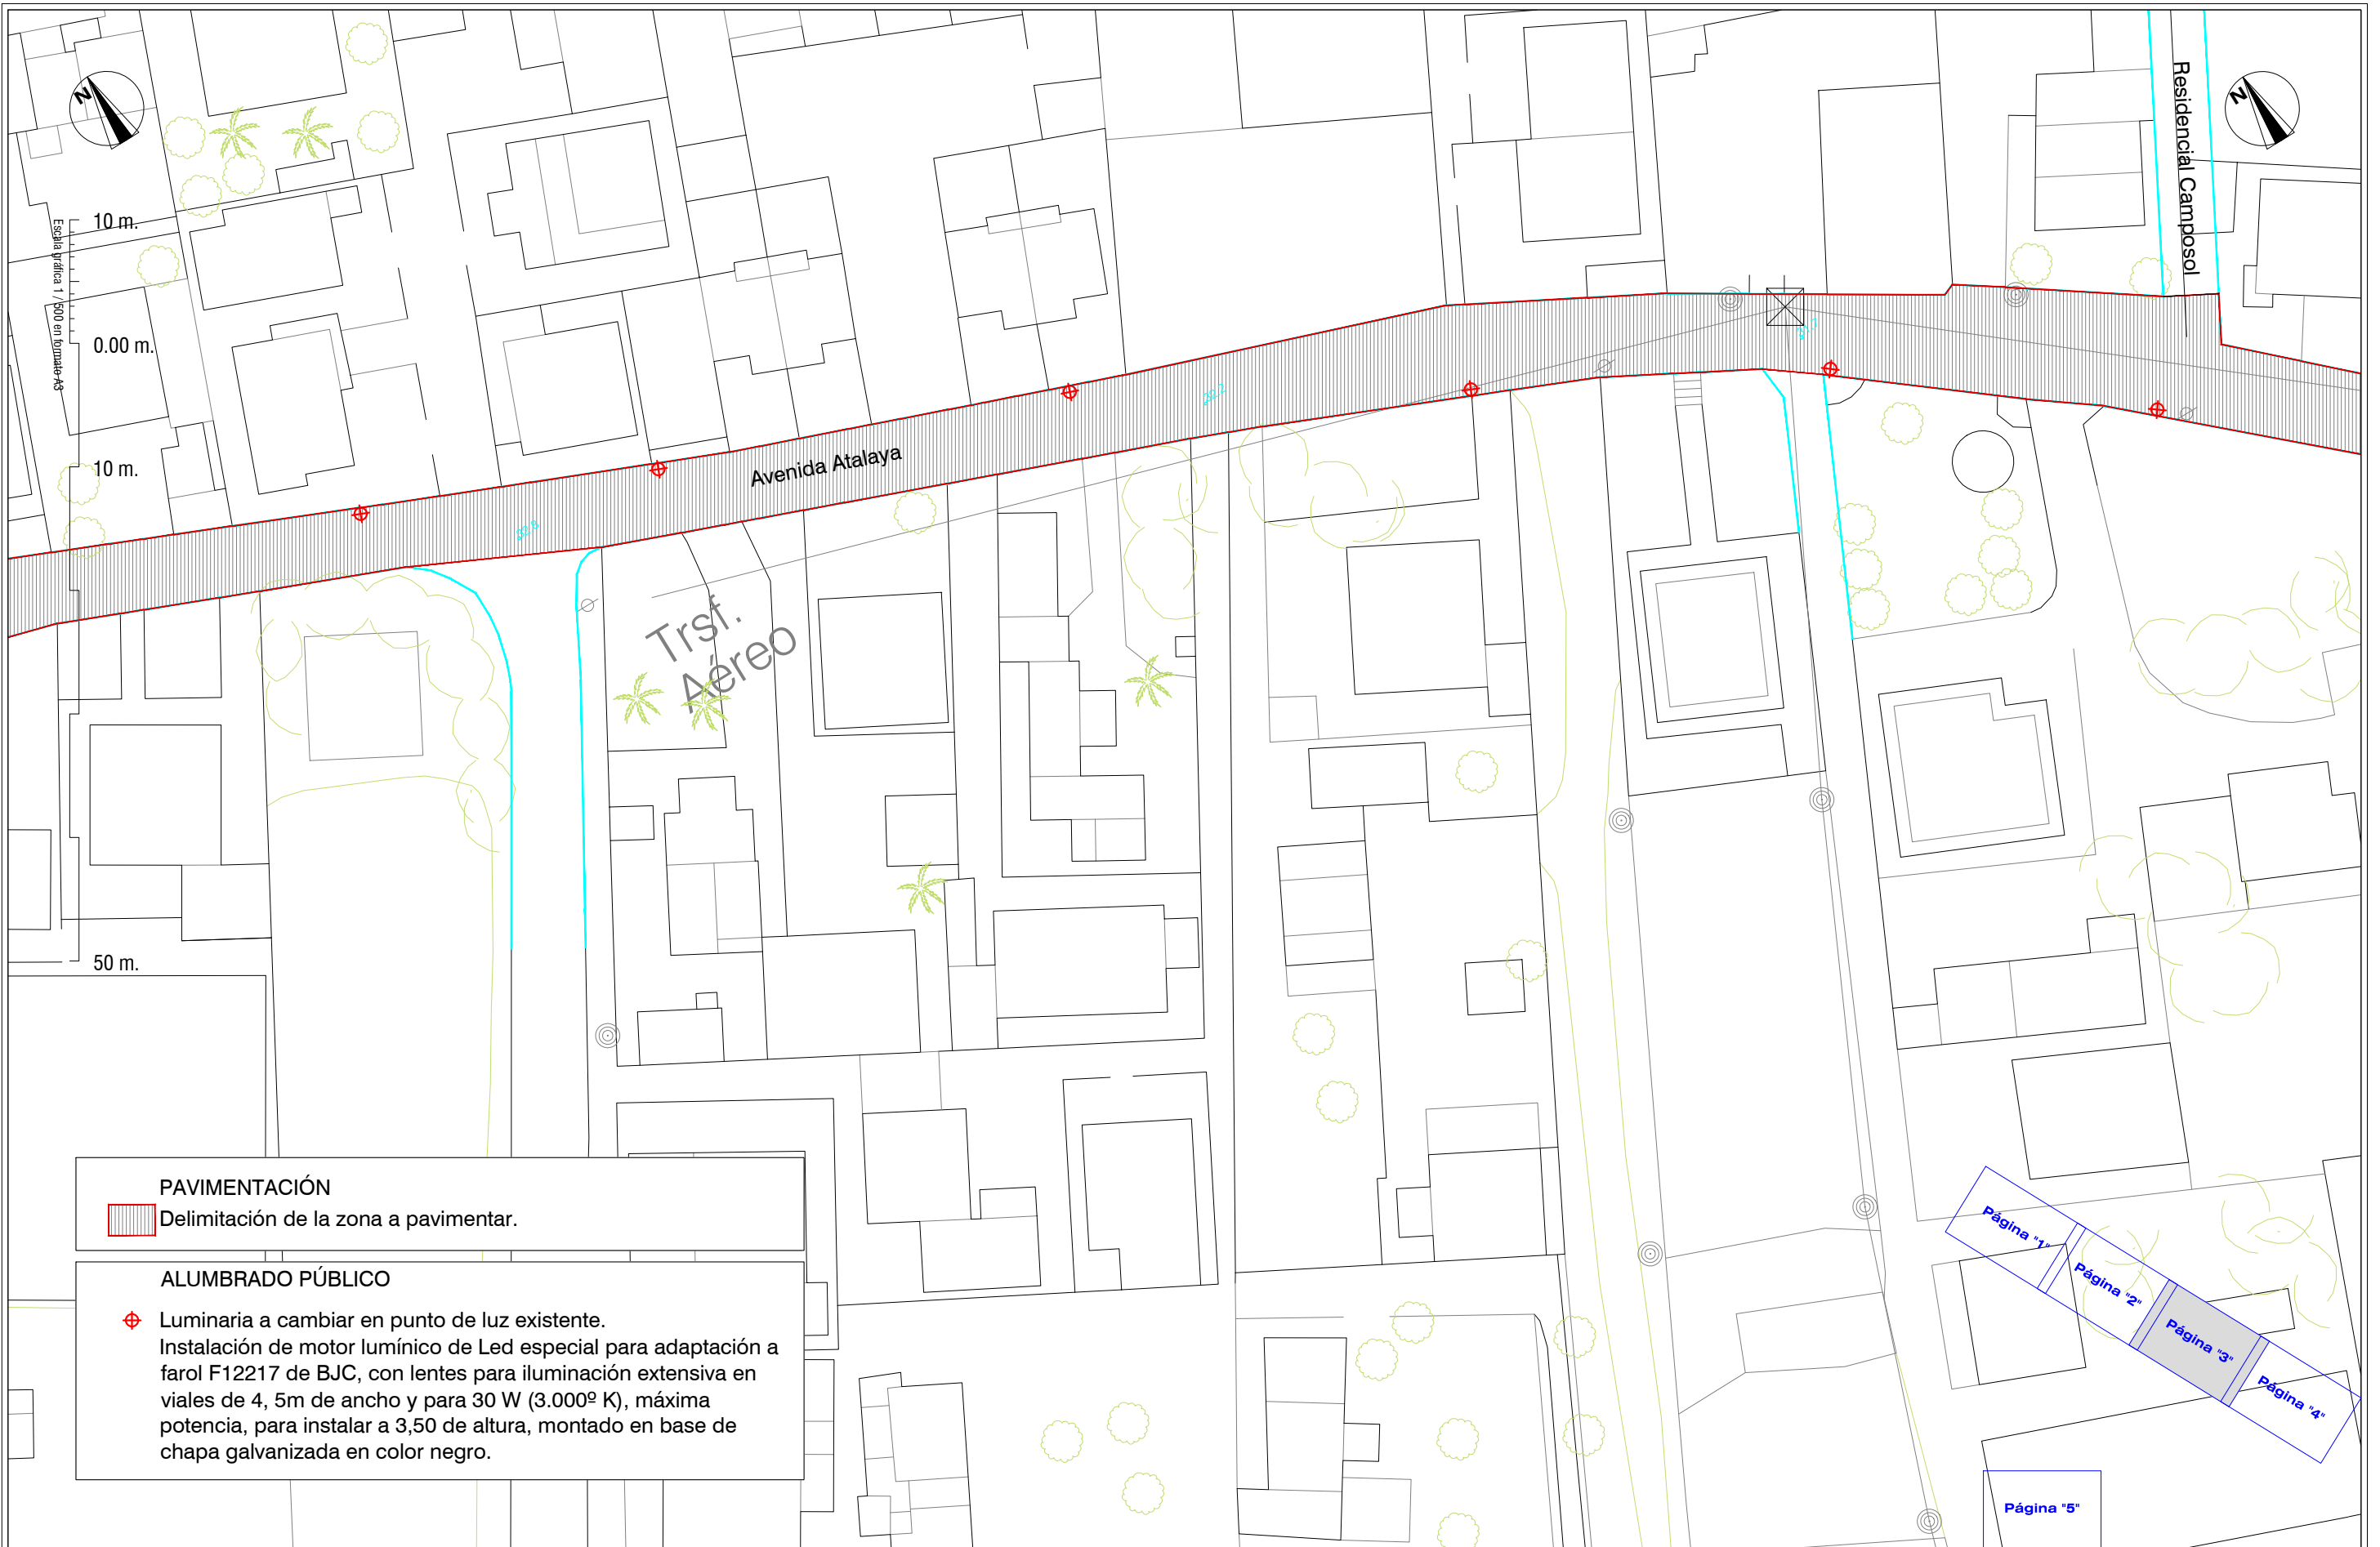 N
N
Residencial Camposol
10 m.
Escala gráfica 1 / 500 en formato A3
0.00 m.
10 m.
50 m.
Avenida Atalaya
Trsf.
Aéreo
PAVIMENTACIÓN
Delimitación de la zona a pavimentar.
ALUMBRADO PÚBLICO
Luminaria a cambiar en punto de luz existente.
Instalación de motor lumínico de Led especial para adaptación a
farol F12217 de BJC, con lentes para iluminación extensiva en
viales de 4, 5m de ancho y para 30 W (3.000º K), máxima
potencia, para instalar a 3,50 de altura, montado en base de
chapa galvanizada en color negro.
Página "1"
Página "2"
Página "3"
Página "4"
Página "5"